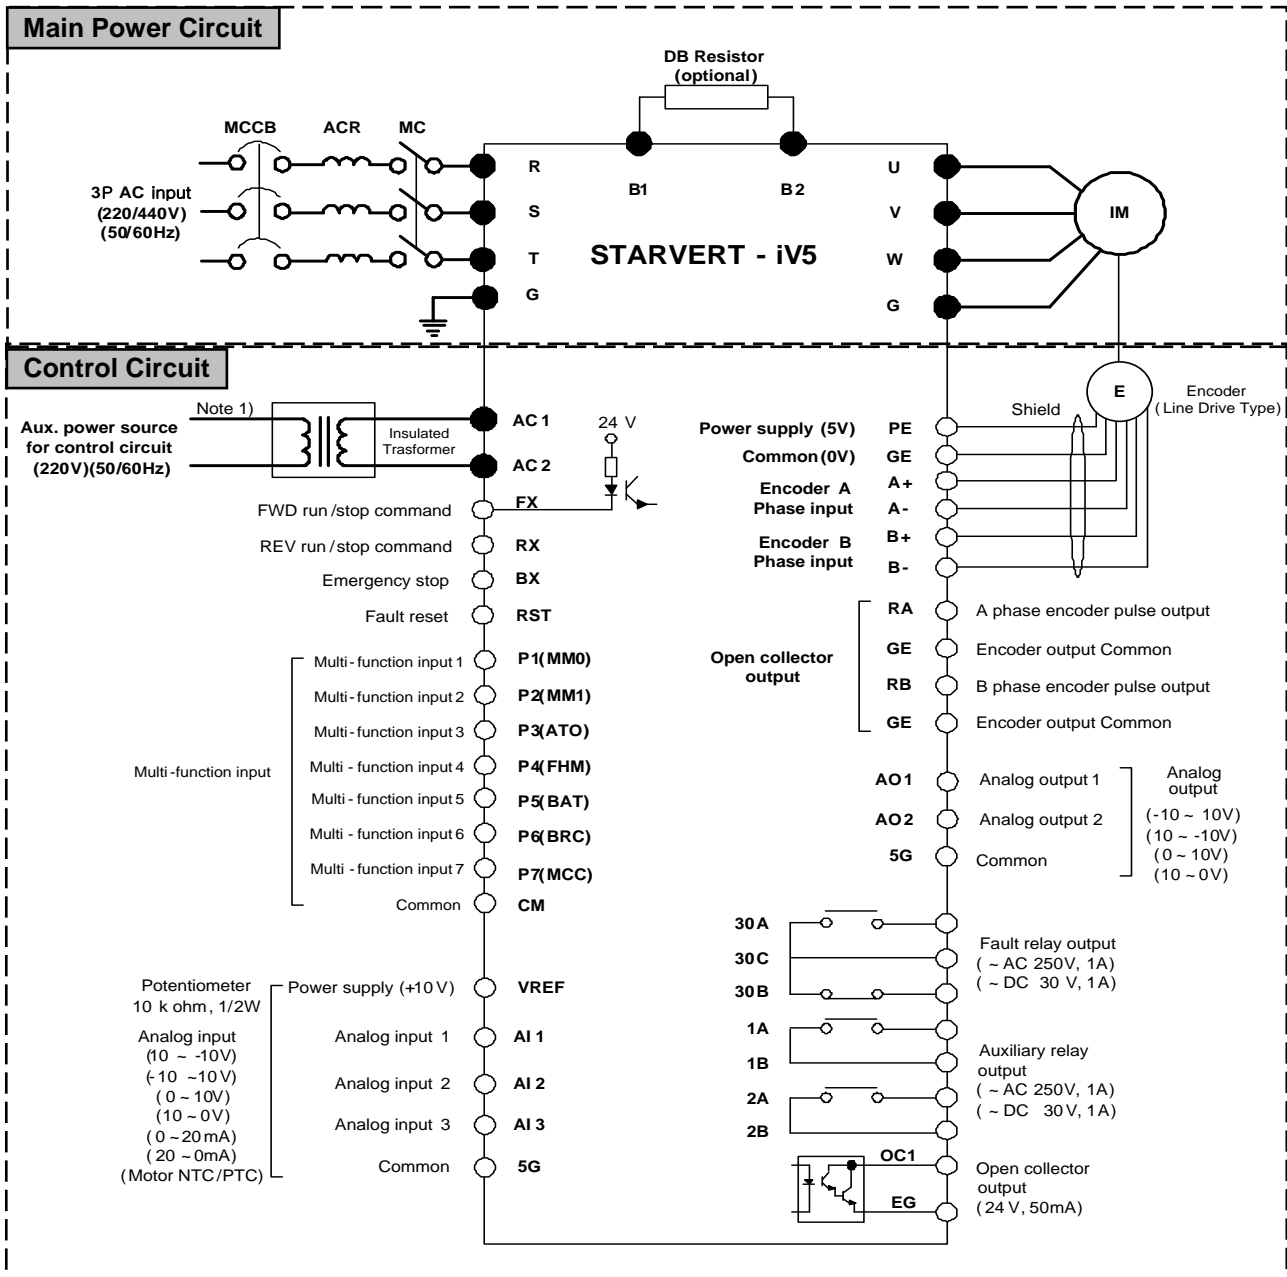 Main Power Circuit
DB Resistor
(optional)
MCCB ACR MC
3P AC input
(220/440V)
(50/60Hz)
R
S
T
G
B1 B2
STARVERT - iV5
U
V
W
G
IM
Control Circuit
Note 1)
Aux. power source
for control circuit
(220V)(50/60Hz)
Insulated
Trasformer
AC1
AC2
24 V
FWD run/stop command FX
REV run/stop command RX
Emergency stop BX
Fault reset RST
Multi-function input
Multi-function input 1 P1(MM0)
Multi-function input 2 P2(MM1)
Multi-function input 3 P3(ATO)
Multi-function input 4 P4(FHM)
Multi-function input 5 P5(BAT)
Multi-function input 6 P6(BRC)
Multi-function input 7 P7(MCC)
Common CM
Potentiometer
10 k ohm, 1/2W
Analog input
(10 ~ -10V)
(-10 ~10V)
(0 ~ 10V)
(10 ~ 0V)
(0 ~20mA)
(20 ~ 0mA)
(Motor NTC/PTC)
Power supply (+10V) VREF
Analog input 1 AI 1
Analog input 2 AI 2
Analog input 3 AI 3
Common 5G
E
Encoder
(Line Drive Type)
Shield
Power supply (5V) PE
Common(0V) GE
Encoder A
Phase input
A+
A-
Encoder B
Phase input
B+
B-
Open collector
output
RA A phase encoder pulse output
GE Encoder output Common
RB B phase encoder pulse output
GE Encoder output Common
AO1 Analog output 1
AO2 Analog output 2
5G Common
Analog
output
(-10 ~ 10V)
(10 ~ -10V)
(0 ~ 10V)
(10 ~0V)
30A
30C
30B
Fault relay output
( ~ AC 250V, 1A)
( ~ DC 30 V, 1A)
1A
1B
2A
2B
Auxiliary relay
output
( ~ AC 250V, 1A)
( ~ DC 30V, 1A)
OC1
EG
Open collector
output
(24 V, 50mA)